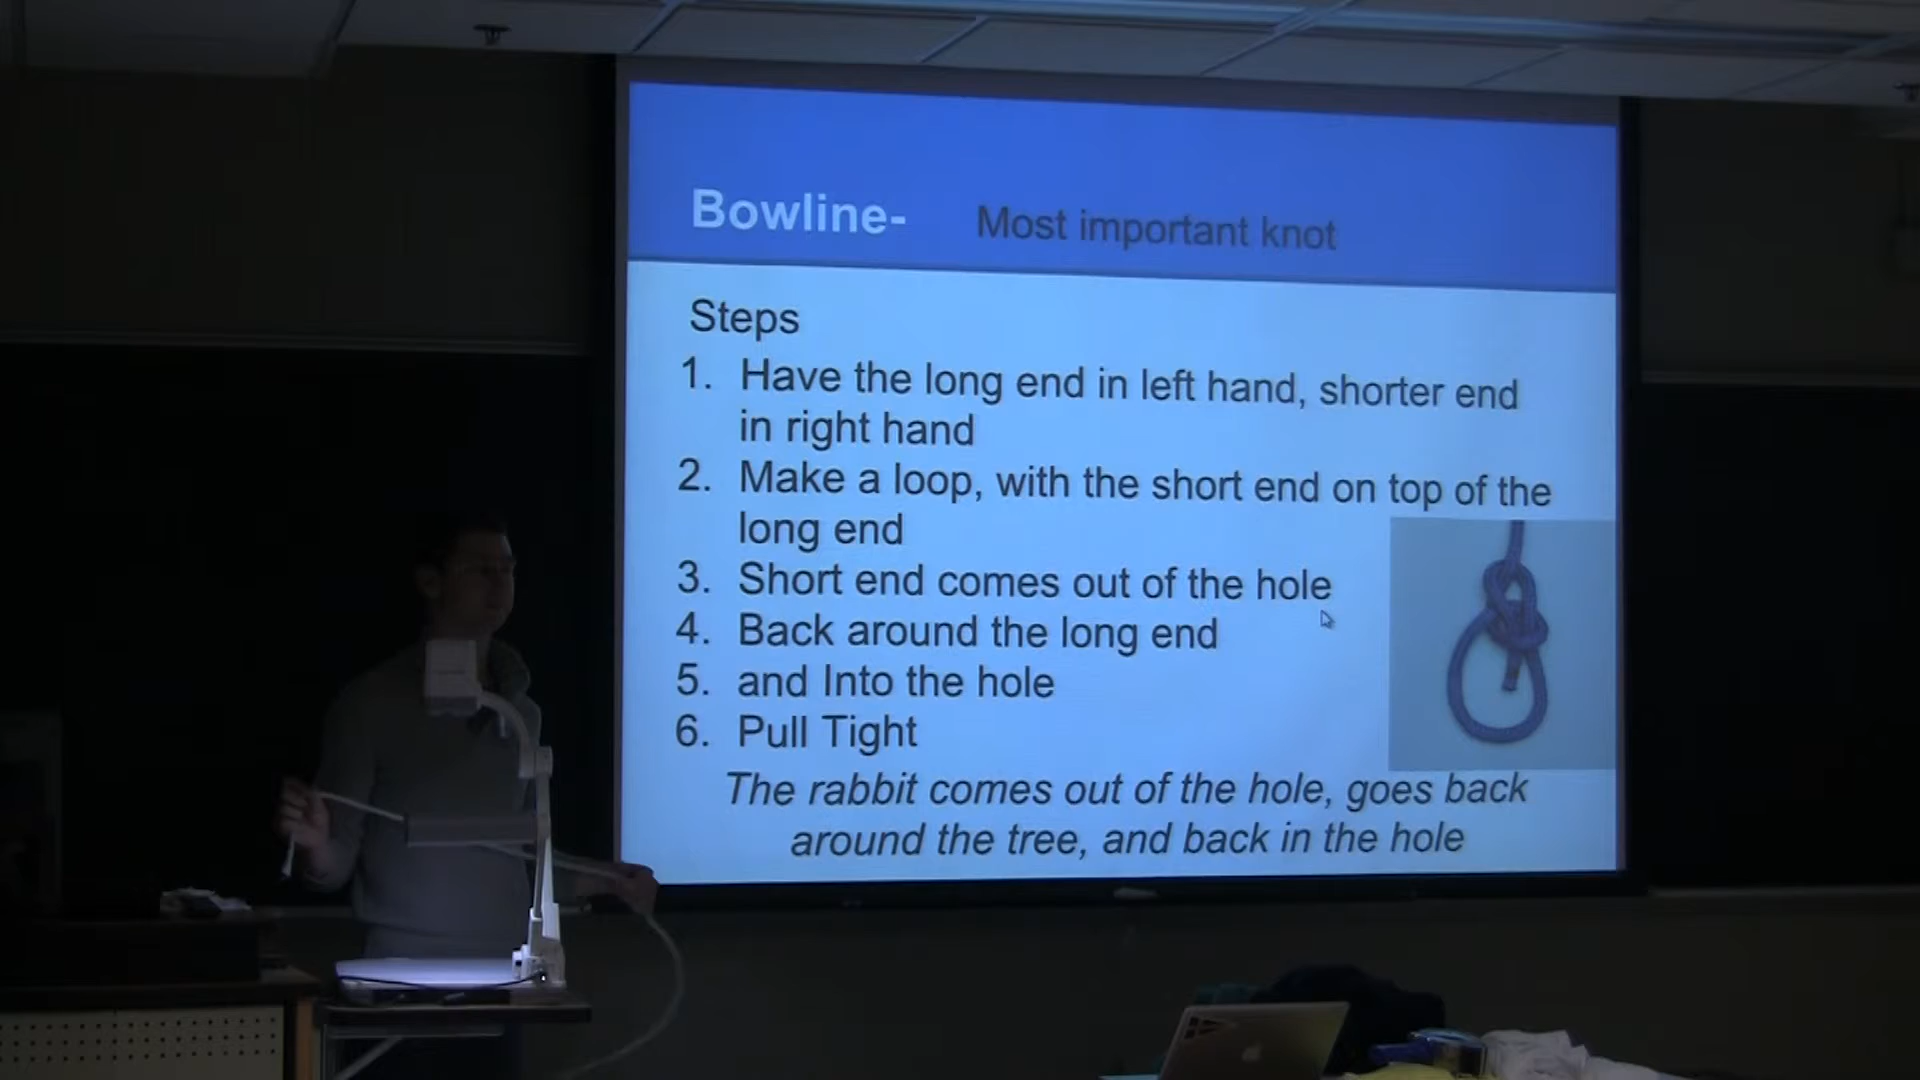 Bowline- Most important knot
Steps
1. Have the long end in left hand, shorter end
in right hand
2. Make a loop, with the short end on top of the
long end
3. Short end comes out of the hole
4. Back around the long end
5. and Into the hole
6. Pull Tight
The rabbit comes out of the hole, goes back
around the tree, and back in the hole